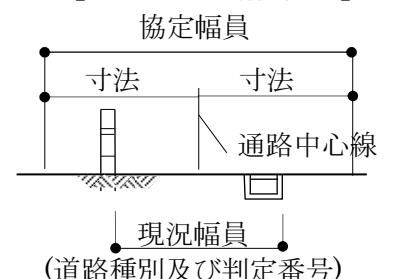 協定幅員
寸法 寸法
通路中心線
現況幅員
(道路種別及び判定番号)